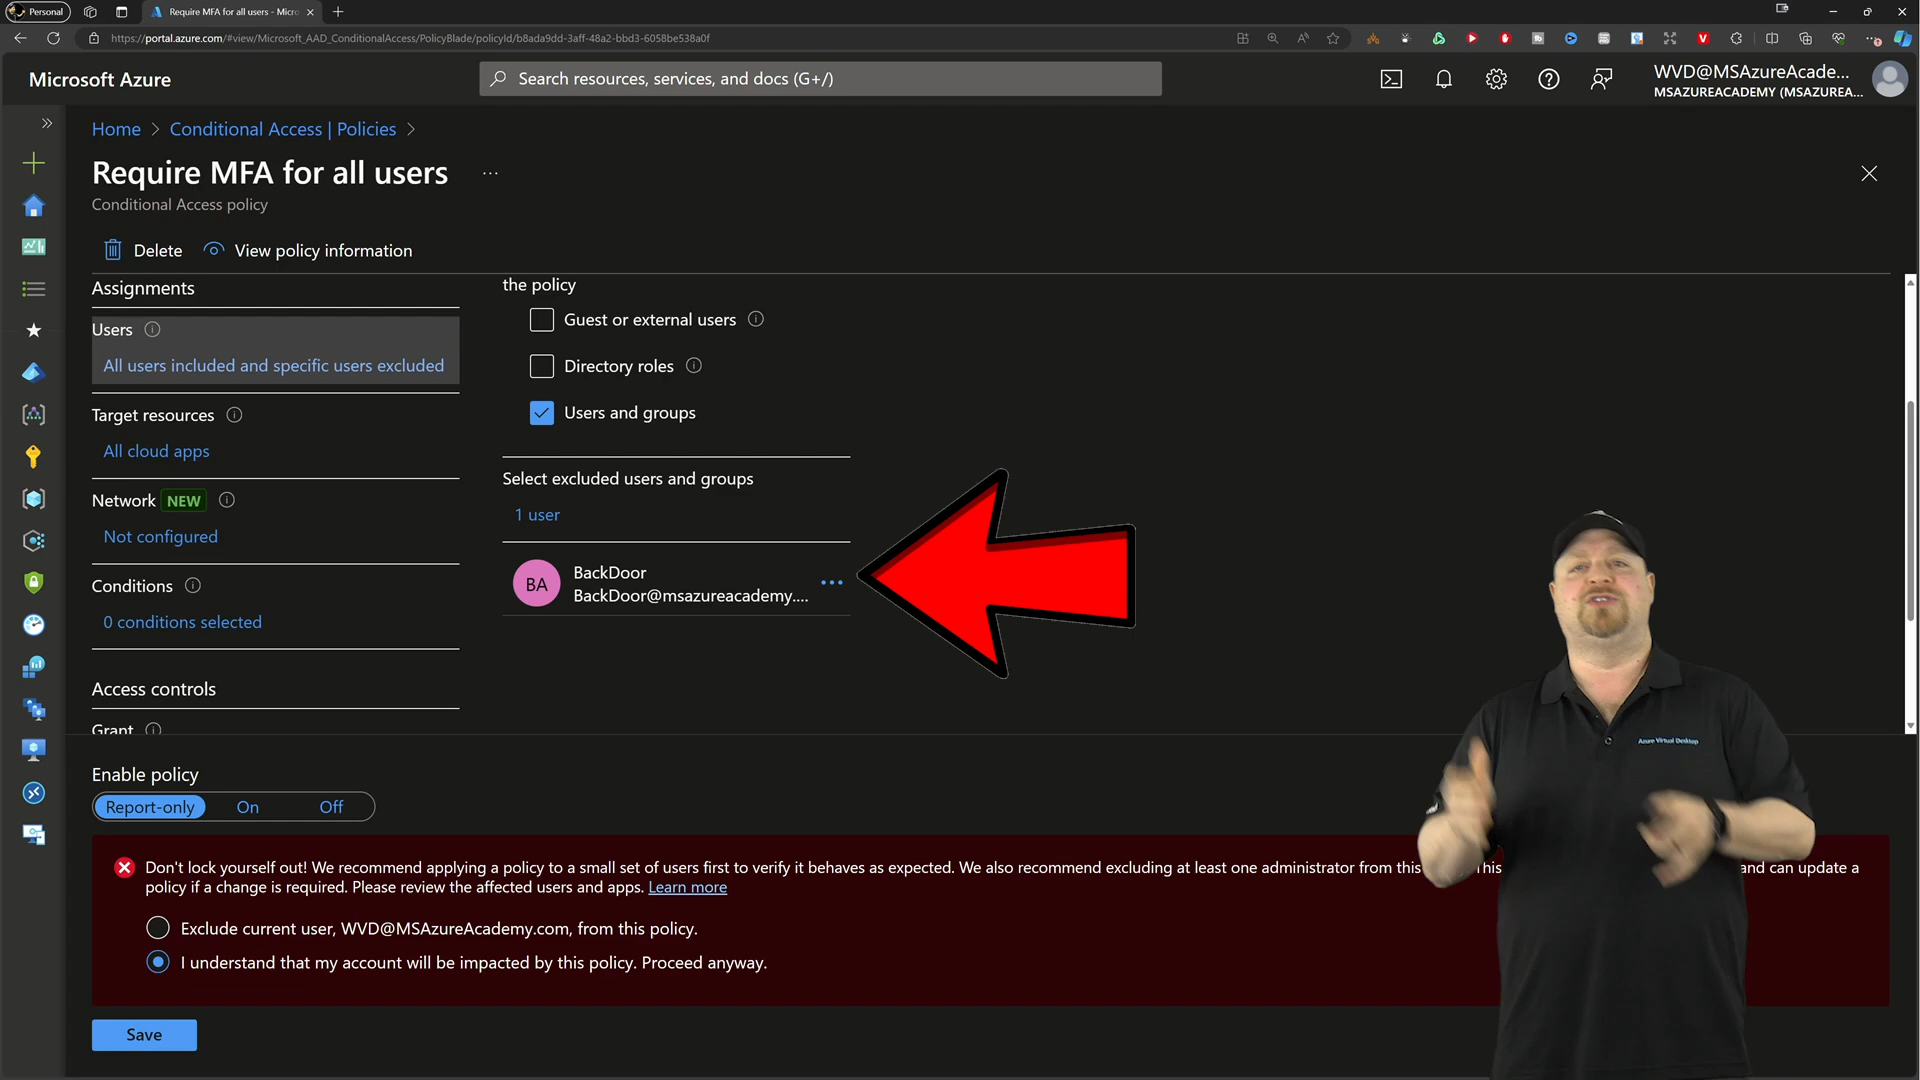 Personal
Require MFA for all users - Micro
https://portal.azure.com/#view/Microsoft_AAD_ConditionalAccess/PolicyBlade/policyId/b8ada9dd-3aff-48a2-bbd3-6058be538a0f
Microsoft Azure
Search resources, services, and docs (G+/)
WVD@MSAzureAcade...
MSAZUREACADEMY (MSAZUREA...
Home > Conditional Access | Policies >
Require MFA for all users ...
Conditional Access policy
Delete
View policy information
Assignments
Users
All users included and specific users excluded
Target resources
All cloud apps
Network NEW
Not configured
Conditions
0 conditions selected
Access controls
Grant
the policy
Guest or external users
Directory roles
Users and groups
Select excluded users and groups
1 user
BA
BackDoor
BackDoor@msazureacademy....
Azure Virtual Desktop
Enable policy
Report-only On Off
Don't lock yourself out! We recommend applying a policy to a small set of users first to verify it behaves as expected. We also recommend excluding at least one administrator from this This and can update a
policy if a change is required. Please review the affected users and apps. Learn more
Exclude current user, WVD@MSAzureAcademy.com, from this policy.
I understand that my account will be impacted by this policy. Proceed anyway.
Save